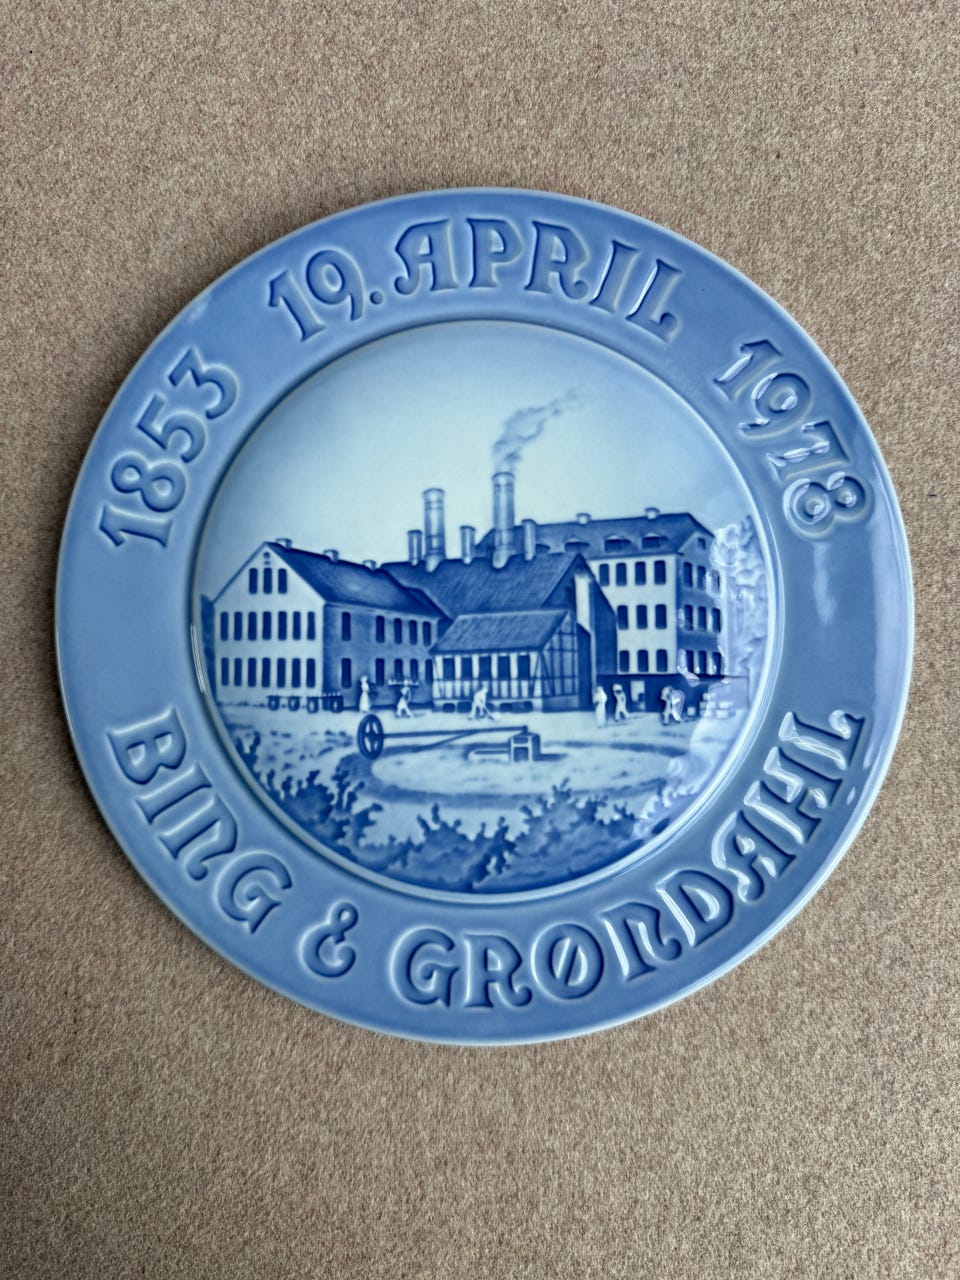 1853
19. APRIL
1978
BING & GRØNDAHL